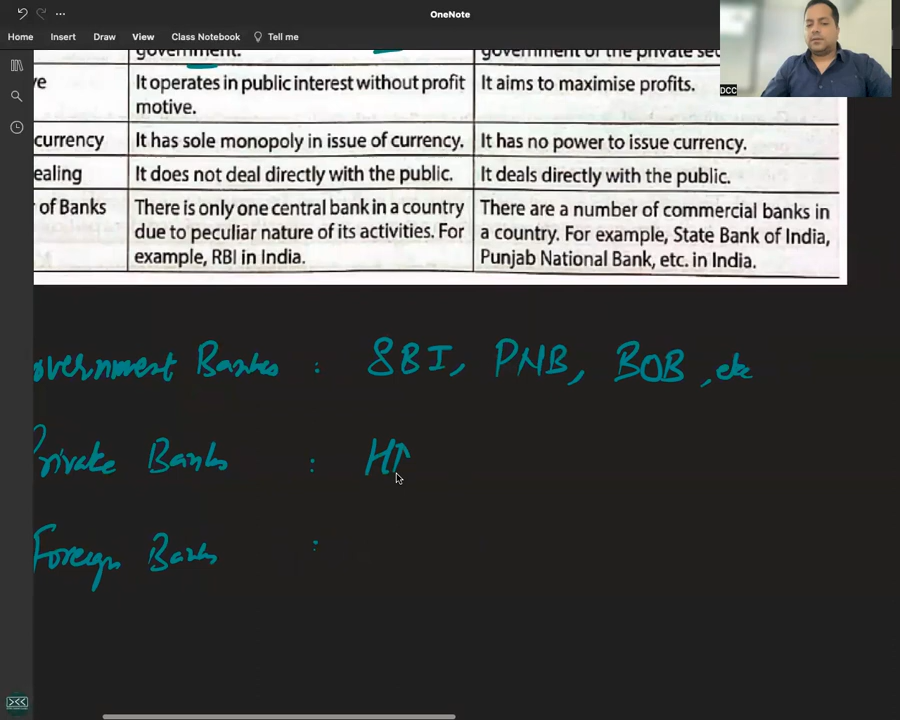 OneNote
Home Insert Draw View Class Notebook Tell me
government. government or the private se
ve It operates in public interest without profit It aims to maximise profits.
motive.
currency It has sole monopoly in issue of currency. It has no power to issue currency.
ealing It does not deal directly with the public. It deals directly with the public.
of Banks There is only one central bank in a country There are a number of commercial banks in
due to peculiar nature of its activities. For a country. For example, State Bank of India,
example, RBI in India. Punjab National Bank, etc. in India.
overnment Banks : SBI, PNB, BOB, etc
Private Banks : H
Foreign Banks :
DCC